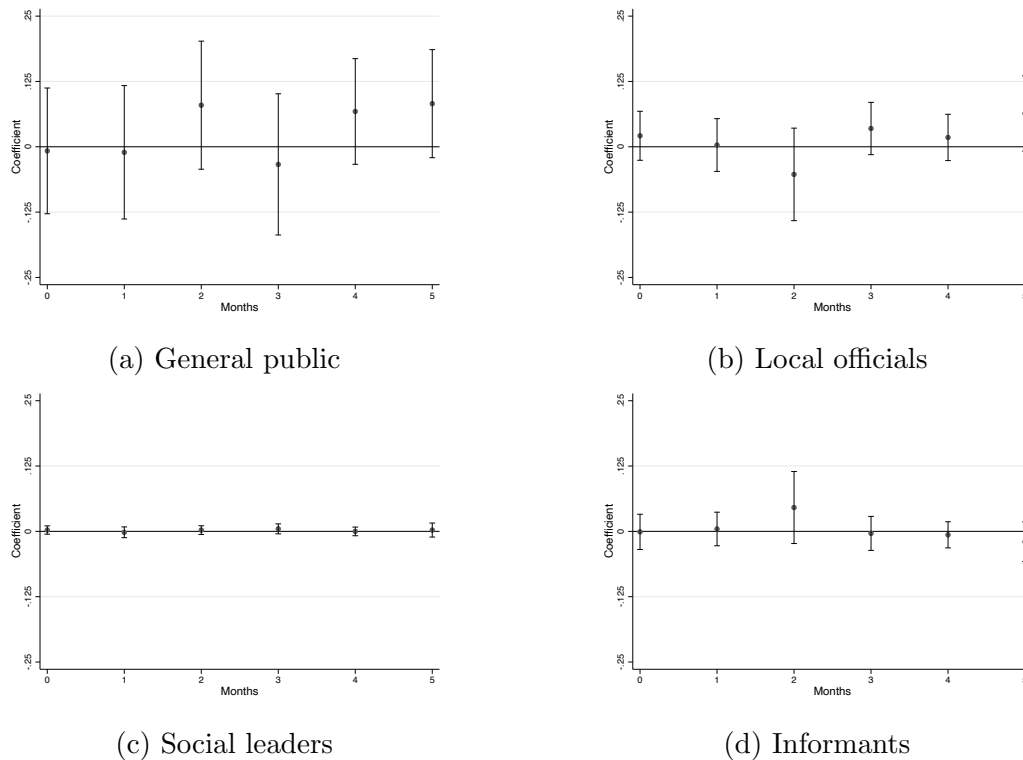 .25
.125
0
-.125
-.25
Coefficient
0 1 2 3 4 5
Months
(a) General public
.25
.125
0
-.125
-.25
Coefficient
0 1 2 3 4
Months
(b) Local officials
.25
.125
0
-.125
-.25
Coefficient
0 1 2 3 4 5
Months
(c) Social leaders
.25
.125
0
-.125
-.25
Coefficient
0 1 2 3 4
Months
(d) Informants